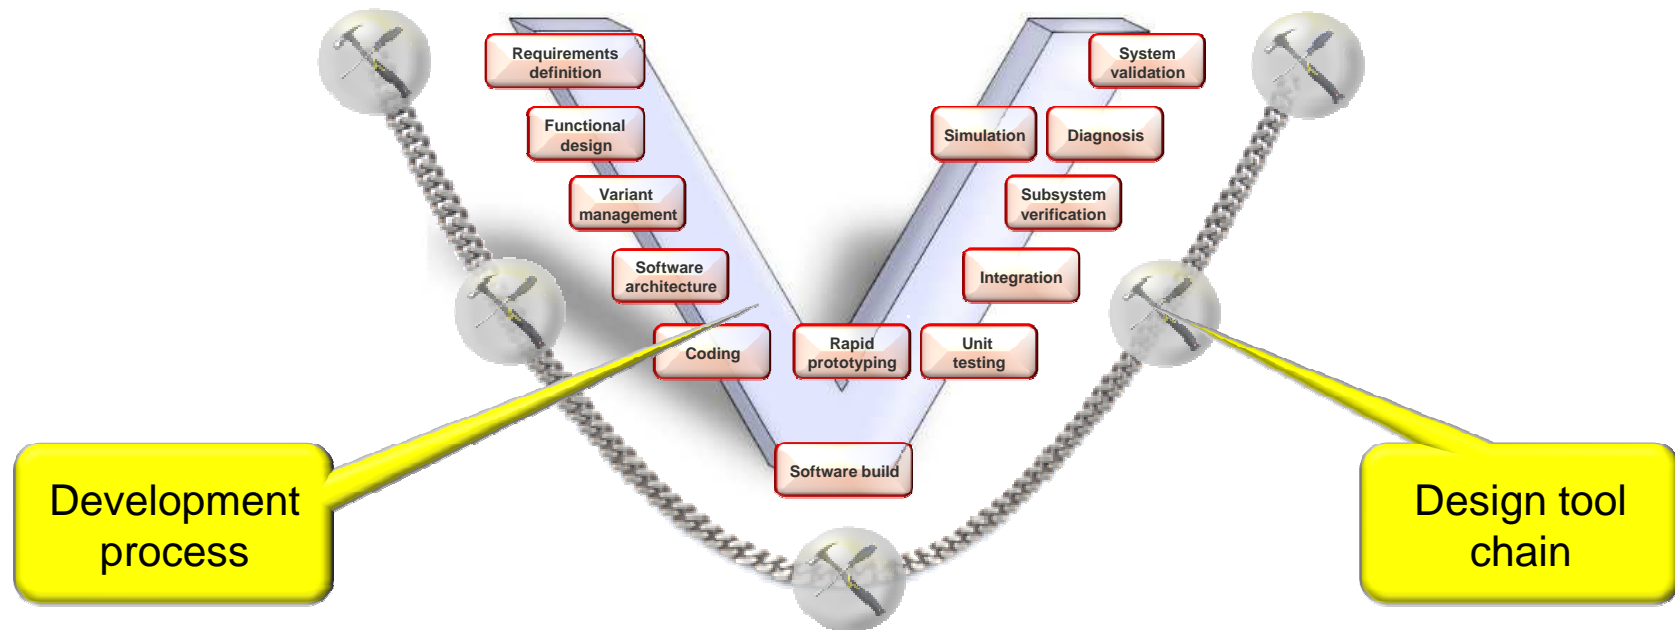 Requirements
definition
System
validation
Functional
design
Simulation
Diagnosis
Variant
management
Subsystem
verification
Software
architecture
Integration
Coding
Rapid
prototyping
Unit
testing
Software build
Development
process
Design tool
chain